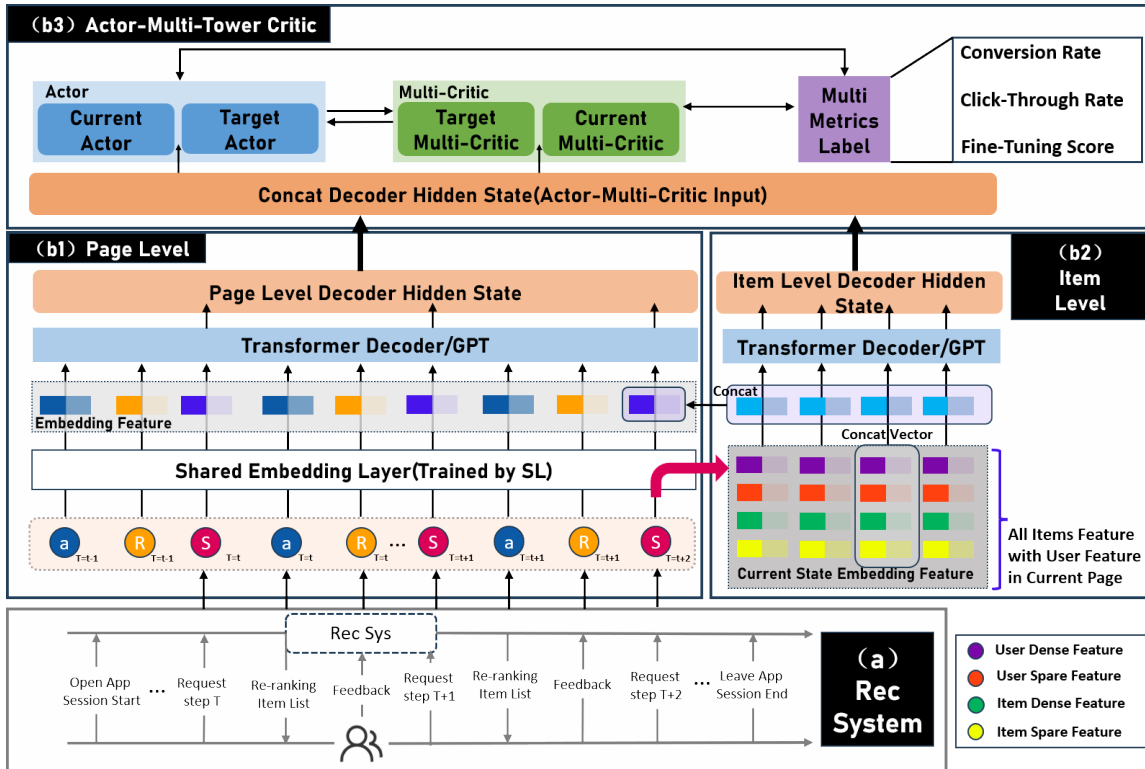 （b3）Actor-Multi-Tower Critic
Conversion Rate
Click-Through Rate
Fine-Tuning Score
Actor
Current
Actor
Target
Actor
Multi-Critic
Target
Multi-Critic
Current
Multi-Critic
Multi
Metrics
Label
Concat Decoder Hidden State(Actor-Multi-Critic Input)
（b1）Page Level
Page Level Decoder Hidden State
Transformer Decoder/GPT
Embedding Feature
Shared Embedding Layer(Trained by SL)
a T=t-1
R T=t-1
S T=t
a T=t
R T=t
...
S T=t+1
a T=t+1
R T=t+1
S T=t+2
（b2）
Item
Level
Item Level Decoder Hidden
State
Transformer Decoder/GPT
Concat
Concat Vector
Current State Embedding Feature
All Items Feature
with User Feature
in Current Page
Rec Sys
Open App
Session Start
...
Request
step T
Re-ranking
Item List
Feedback
Request
step T+1
Re-ranking
Item List
Feedback
Request
step T+2
...
Leave App
Session End
（a）
Rec
System
User Dense Feature
User Spare Feature
Item Dense Feature
Item Spare Feature